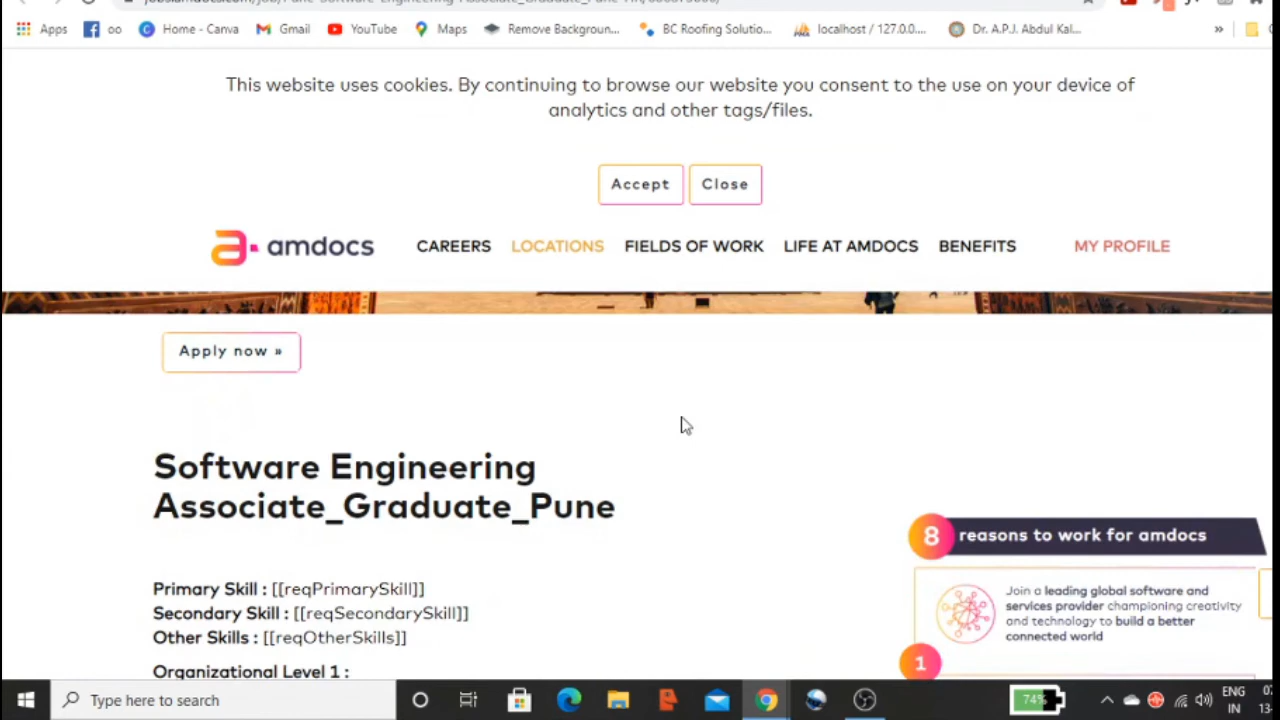 Apps
oo
Home - Canva
Gmail
YouTube
Maps
Remove Backgroun...
BC Roofing Solutio...
localhost / 127.0.0....
Dr. A.P.J. Abdul Kal...
»
This website uses cookies. By continuing to browse our website you consent to the use on your device of
analytics and other tags/files.
Accept
Close
amdocs
CAREERS
LOCATIONS
FIELDS OF WORK
LIFE AT AMDOCS
BENEFITS
MY PROFILE
Apply now »
Software Engineering
Associate_Graduate_Pune
8 reasons to work for amdocs
Primary Skill : [[reqPrimarySkill]]
Secondary Skill : [[reqSecondarySkill]]
Other Skills : [[reqOtherSkills]]
Organizational Level 1 :
Join a leading global software and
services provider championing creativity
and technology to build a better
connected world
1
Type here to search
74%
ENG
IN